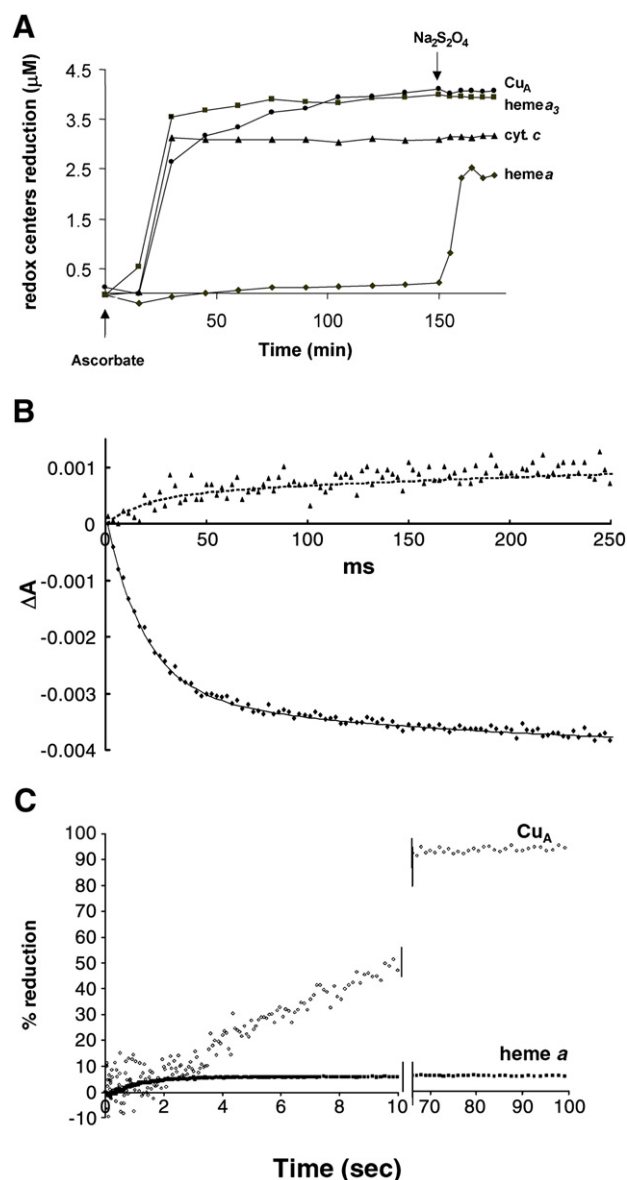 A
Na2S2O4
redox centers reduction (μM)
4.5
3.5
2.5
1.5
0.5
CuA
heme a3
cyt. c
heme a
50
100
150
Time (min)
Ascorbate
B
0.001
0
-0.001
-0.002
-0.003
-0.004
ΔA
0
50
100
150
200
250
ms
C
% reduction
100
90
80
70
60
50
40
30
20
10
0
-10
CuA
heme a
0
2
4
6
8
10
70
80
90
100
Time (sec)